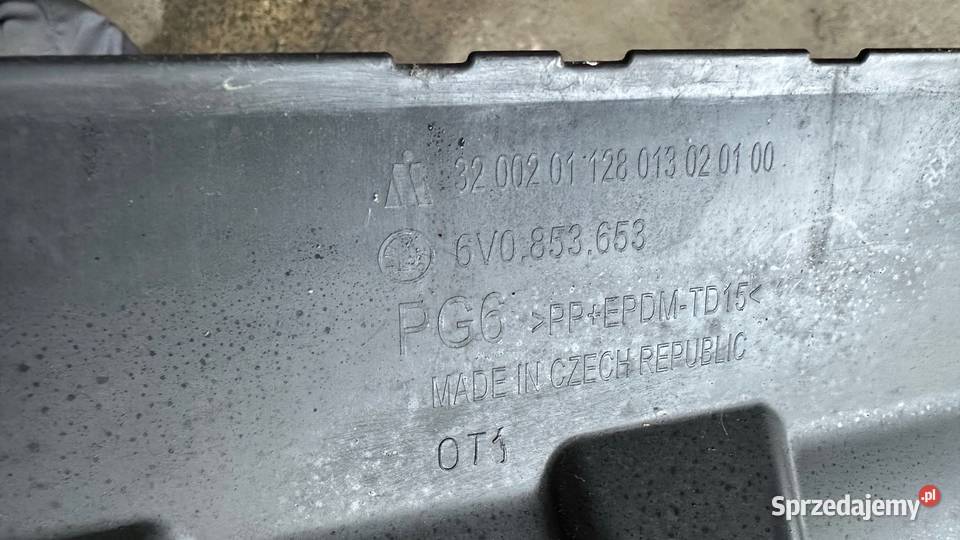 32 002 01 128 013 02 01 00
6V0.853.653
PG6 >PP+EPDM-TD15<
MADE IN CZECH REPUBLIC
OT1
Sprzedajemy.pl